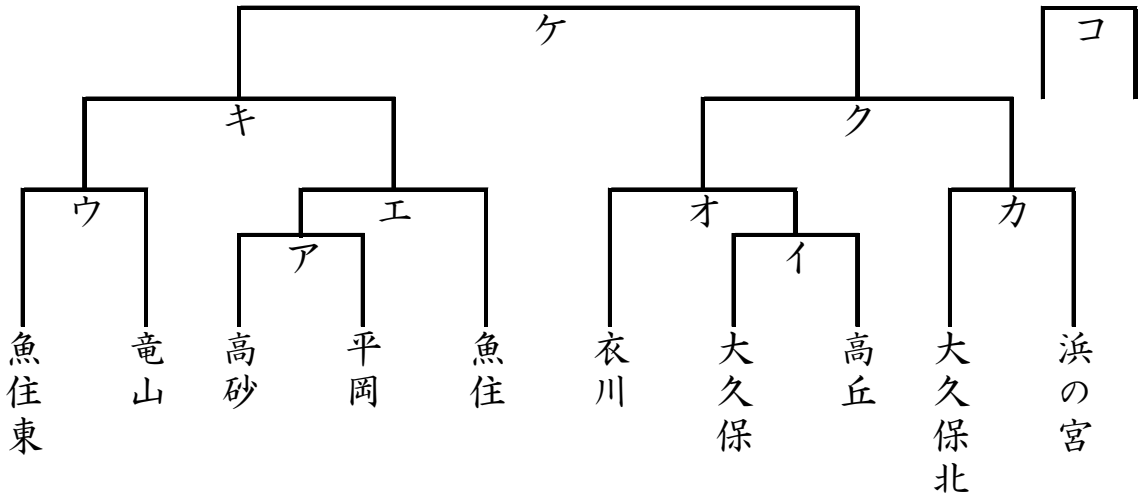 ケ
コ
キ
ク
ウ
エ
オ
カ
ア
イ
魚住東
竜山
高砂
平岡
魚住
衣川
大久保
高丘
大久保北
浜の宮